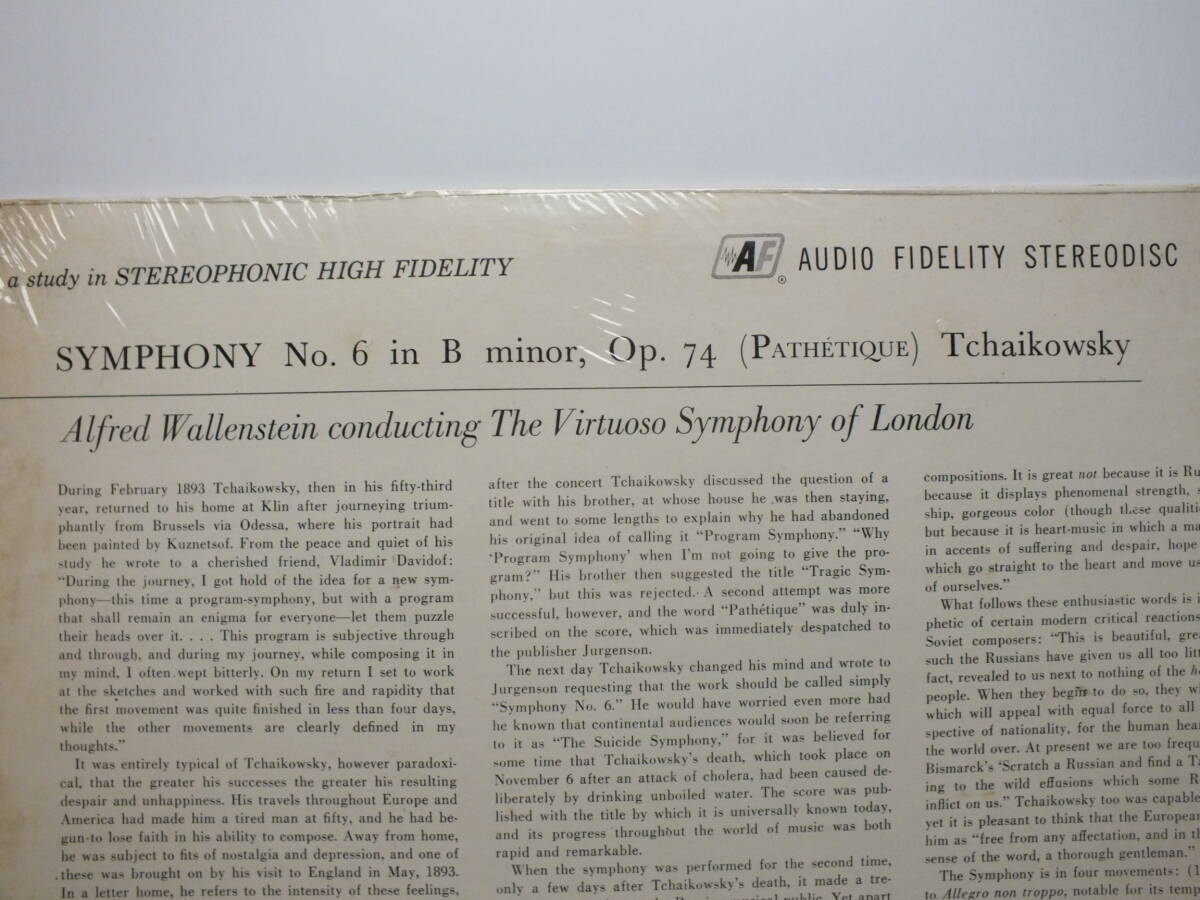 a study in STEREOPHONIC HIGH FIDELITY
AF® AUDIO FIDELITY STEREODISC
SYMPHONY No. 6 in B minor, Op. 74 (PATHÉTIQUE) Tchaikowsky
Alfred Wallenstein conducting The Virtuoso Symphony of London
During February 1893 Tchaikowsky, then in his fifty-third
year, returned to his home at Klin after journeying trium-
phantly from Brussels via Odessa, where his portrait had
been painted by Kuznetsof. From the peace and quiet of his
study he wrote to a cherished friend, Vladimir Davidof:
“During the journey, I got hold of the idea for a new sym-
phony—this time a program-symphony, but with a program
that shall remain an enigma for everyone—let them puzzle
their heads over it. . . . This program is subjective through
and through, and during my journey, while composing it in
my mind, I often wept bitterly. On my return I set to work
at the sketches and worked with such fire and rapidity that
the first movement was quite finished in less than four days,
while the other movements are clearly defined in my
thoughts.”
It was entirely typical of Tchaikowsky, however paradoxi-
cal, that the greater his successes the greater his resulting
despair and unhappiness. His travels throughout Europe and
America had made him a tired man at fifty, and he had be-
gun to lose faith in his ability to compose. Away from home,
he was subject to fits of nostalgia and depression, and one of
these was brought on by his visit to England in May, 1893.
In a letter home, he refers to the intensity of these feelings,
after the concert Tchaikowsky discussed the question of a
title with his brother, at whose house he was then staying,
and went to some lengths to explain why he had abandoned
his original idea of calling it “Program Symphony.” “Why
‘Program Symphony’ when I’m not going to give the pro-
gram?” His brother then suggested the title “Tragic Sym-
phony,” but this was rejected. A second attempt was more
successful, however, and the word “Pathétique” was duly in-
scribed on the score, which was immediately despatched to
the publisher Jurgenson.
The next day Tchaikowsky changed his mind and wrote to
Jurgenson requesting that the work should be called simply
“Symphony No. 6.” He would have worried even more had
he known that continental audiences would soon be referring
to it as “The Suicide Symphony,” for it was believed for
some time that Tchaikowsky’s death, which took place on
November 6 after an attack of cholera, had been caused de-
liberately by drinking unboiled water. The score was pub-
lished with the title by which it is universally known today,
and its progress throughout the world of music was both
rapid and remarkable.
When the symphony was performed for the second time,
only a few days after Tchaikowsky’s death, it made a tre-
public. Yet apart
compositions. It is great not because it is Ru
because it displays phenomenal strength, s
ship, gorgeous color (though these qualiti
but because it is heart-music in which a ma
in accents of suffering and despair, hope
which go straight to the heart and move us
of ourselves.”
What follows these enthusiastic words is i
phetic of certain modern critical reactions
Soviet composers: “This is beautiful, grea
such the Russians have given us all too litt
fact, revealed to us next to nothing of the he
people. When they begin to do so, they w
which will appeal with equal force to all
spective of nationality, for the human hear
the world over. At present we are too frequ
Bismarck’s ‘Scratch a Russian and find a Ta
ing to the wild effusions which some R
inflict on us.” Tchaikowsky too was capable
yet it is pleasant to think that the European
him as “free from any affectation, and in th
sense of the word, a thorough gentleman.”
The Symphony is in four movements: (1
to Allegro non troppo, notable for its temp